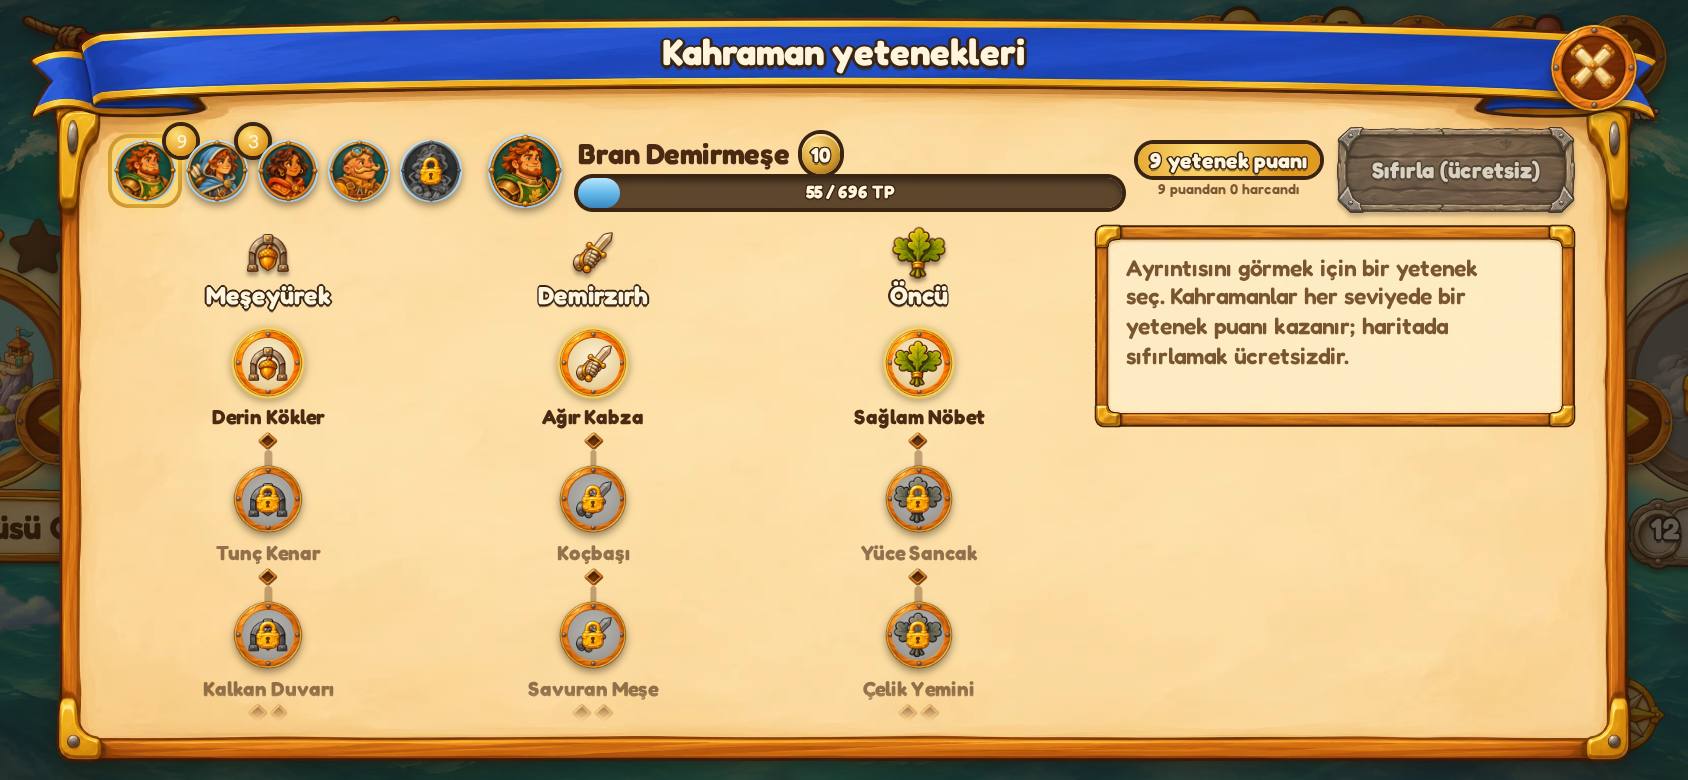 Kahraman yetenekleri
9
3
Bran Demirmeşe 10
55 / 696 TP
9 yetenek puanı
9 puandan 0 harcandı
Sıfırla (ücretsiz)
Meşeyürek
Demirzırh
Öncü
Ayrıntısını görmek için bir yetenek
seç. Kahramanlar her seviyede bir
yetenek puanı kazanır; haritada
sıfırlamak ücretsizdir.
Derin Kökler
Ağır Kabza
Sağlam Nöbet
Tunç Kenar
Koçbaşı
Yüce Sancak
12
Kalkan Duvarı
Savuran Meşe
Çelik Yemini